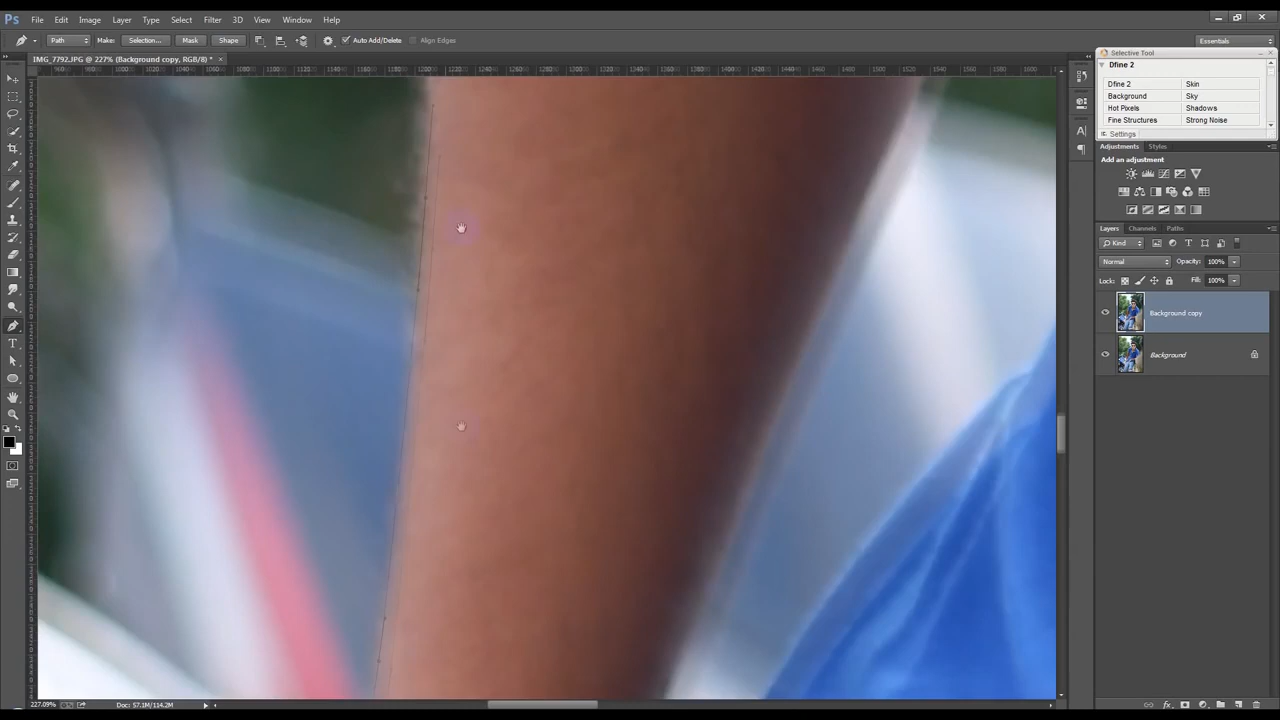 Ps File Edit Image Layer Type Select Filter 3D View Window Help
Path Make: Selection... Mask Shape Auto Add/Delete Align Edges Essentials
IMG_7792.JPG @ 227% (Background copy, RGB/8) * ×
Selective Tool
Dfine 2
Dfine 2 Skin
Background Sky
Hot Pixels Shadows
Fine Structures Strong Noise
Settings
Adjustments Styles
Add an adjustment
Layers Channels Paths
Kind
Normal Opacity: 100%
Lock: Fill: 100%
Background copy
Background
227.09% Doc: 57.1M/114.2M